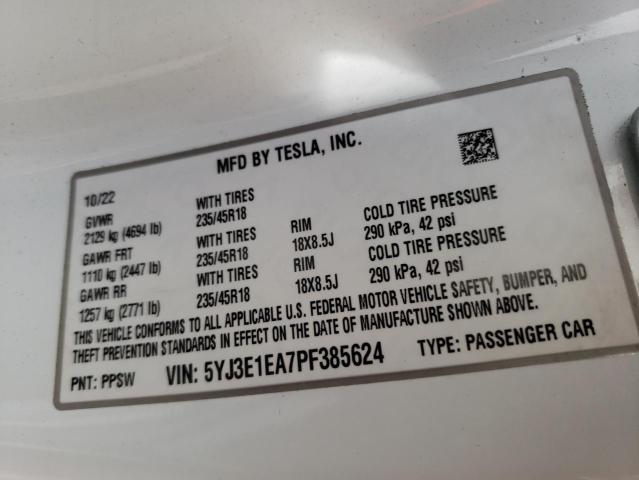 MFD BY TESLA, INC.
10/22
GVWR WITH TIRES
2129 kg (4694 lb) 235/45R18 RIM COLD TIRE PRESSURE
GAWR FRT WITH TIRES 18X8.5J 290 kPa, 42 psi
1110 kg (2447 lb) 235/45R18 RIM COLD TIRE PRESSURE
GAWR RR WITH TIRES 18X8.5J 290 kPa, 42 psi
1257 kg (2771 lb) 235/45R18
THIS VEHICLE CONFORMS TO ALL APPLICABLE U.S. FEDERAL MOTOR VEHICLE SAFETY, BUMPER, AND
THEFT PREVENTION STANDARDS IN EFFECT ON THE DATE OF MANUFACTURE SHOWN ABOVE.
PNT: PPSW VIN: 5YJ3E1EA7PF385624 TYPE: PASSENGER CAR